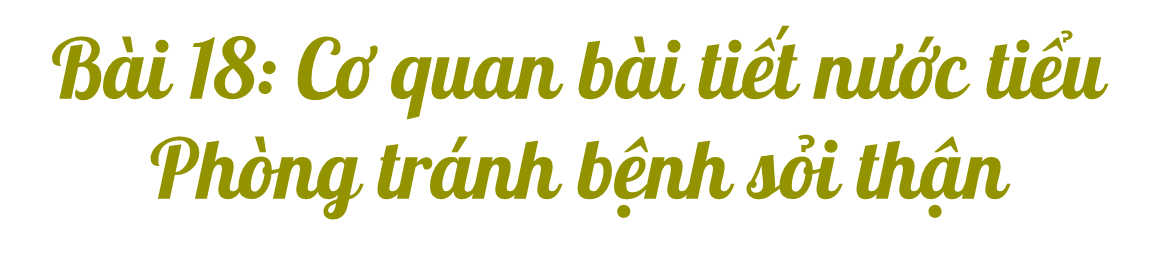 Bài 18: Cơ quan bài tiết nước tiểu
Phòng tránh bệnh sỏi thận